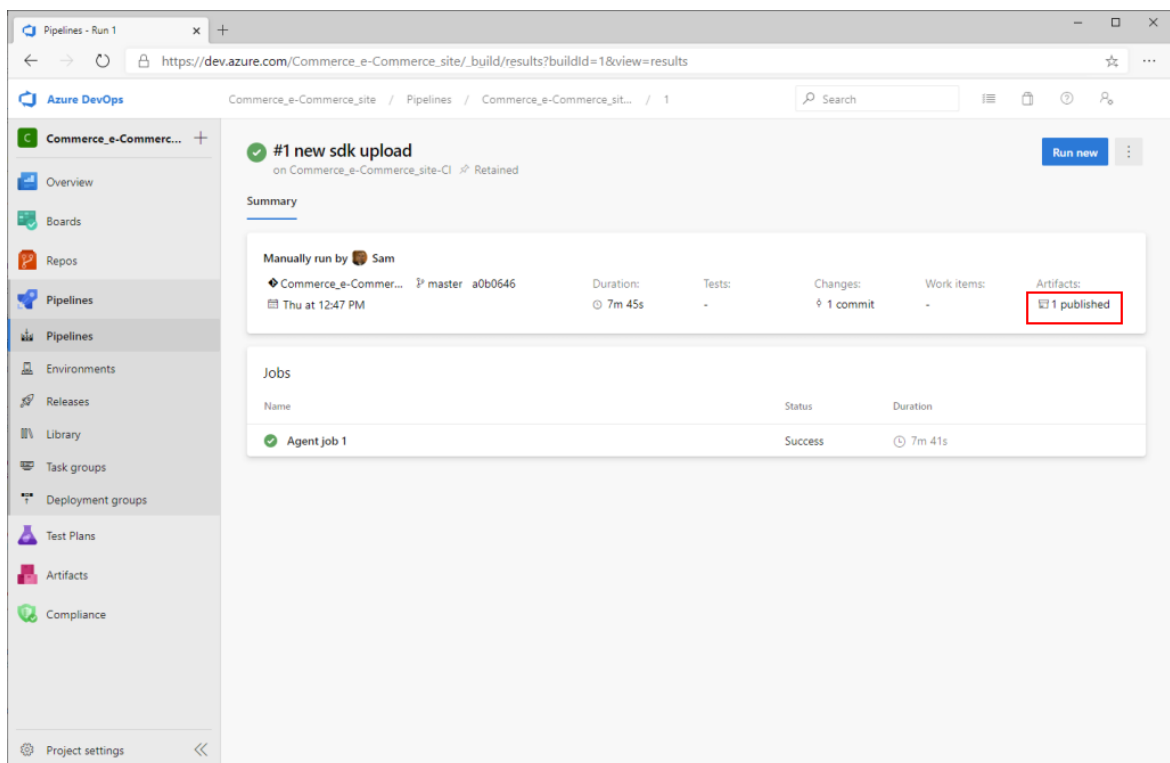 Pipelines - Run 1
https://dev.azure.com/Commerce_e-Commerce_site/_build/results?buildId=1&view=results
Azure DevOps
Commerce_e-Commerce_site / Pipelines / Commerce_e-Commerce_sit... / 1
Search
C Commerce_e-Commerc...
Overview
Boards
Repos
Pipelines
Pipelines
Environments
Releases
Library
Task groups
Deployment groups
Test Plans
Artifacts
Compliance
Project settings
#1 new sdk upload
on Commerce_e-Commerce_site-CI Retained
Run new
Summary
Manually run by Sam
Commerce_e-Commer... master a0b0646 Duration: Tests: Changes: Work items: Artifacts:
Thu at 12:47 PM 7m 45s - 1 commit - 1 published
Jobs
Name Status Duration
Agent job 1 Success 7m 41s